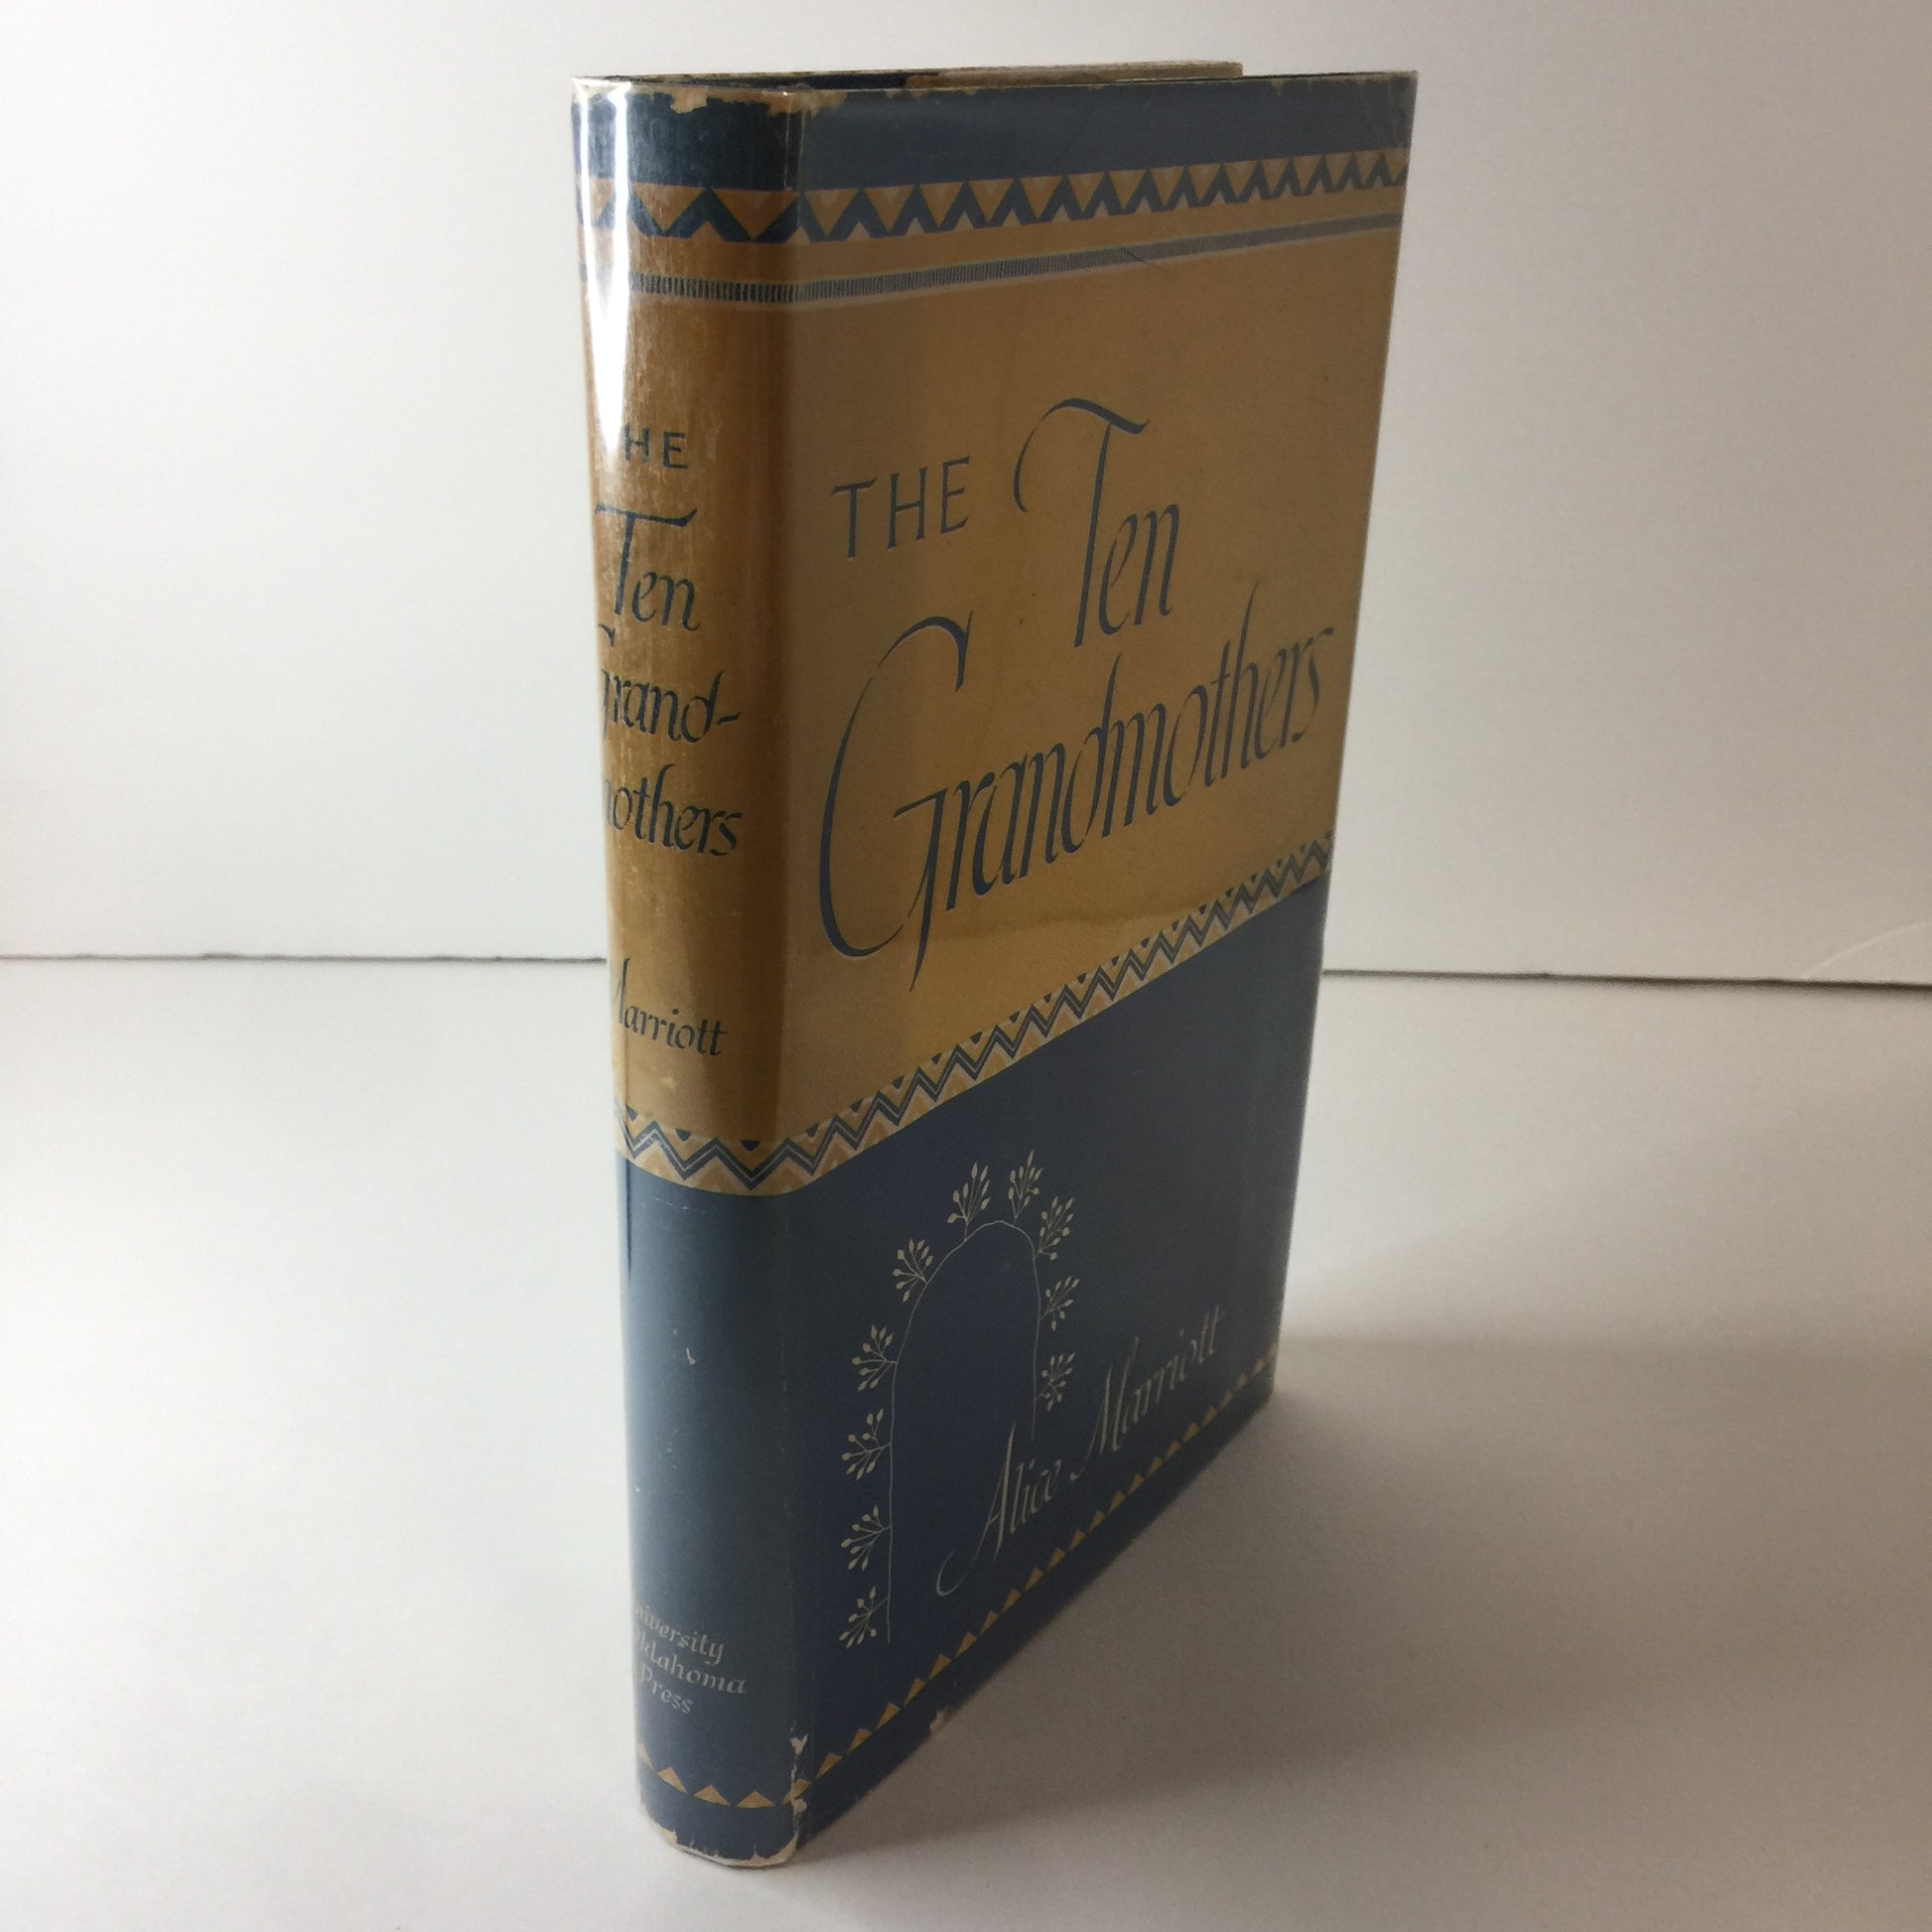 THE
Ten
Grand-
mothers
Marriott
University
Oklahoma
Press
THE Ten
Grandmothers
Alice Marriott